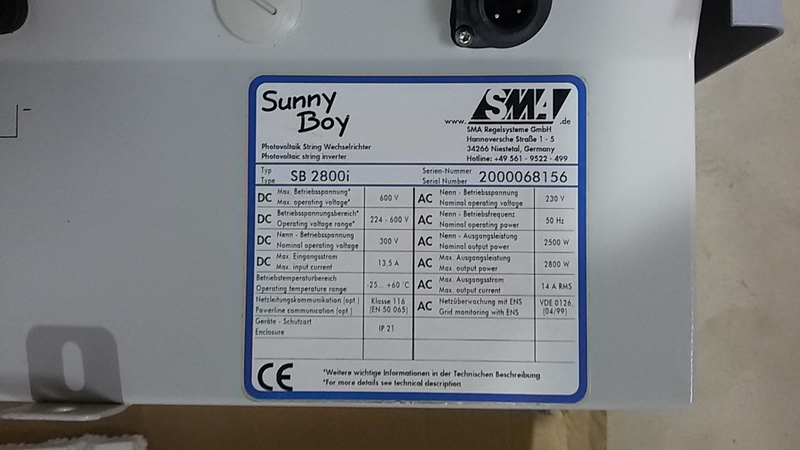 Sunny
Boy
SMA
www. .de
SMA Regelsysteme GmbH
Hannoversche Straße 1 - 5
34266 Niestetal, Germany
Hotline: +49 561 - 9522 - 499
Photovoltaik String Wechselrichter
Photovoltaic string inverter
Typ
Type
SB 2800i
Serien-Nummer
Serial Number
2000068156
DC Max. Betriebsspannung*
Max. operating voltage*
600 V
AC Nenn - Betriebsspannung
Nominal operating voltage
230 V
DC Betriebsspannungsbereich*
Operating voltage range*
224 - 600 V
AC Nenn - Betriebsfrequenz
Nominal operating power
50 Hz
DC Nenn - Betriebsspannung
Nominal operating voltage
300 V
AC Nenn - Ausgangsleistung
Nominal output power
2500 W
DC Max. Eingangsstrom
Max. input current
13,5 A
AC Max. Ausgangsleistung
Max. output power
2800 W
Betriebstemperaturbereich
Operating temperature range
-25... +60 °C
AC Max. Ausgangsstrom
Max. output current
14 A RMS
Netzleitungskommunikation (opt.)
Powerline communication (opt.)
Klasse 116
(EN 50 065)
AC Netzüberwachung mit ENS
Grid monitoring with ENS
VDE 0126
(04/99)
Geräte - Schutzart
Enclosure
IP 21
CE
*Weitere wichtige Informationen in der Technischen Beschreibung
*For more details see technical description